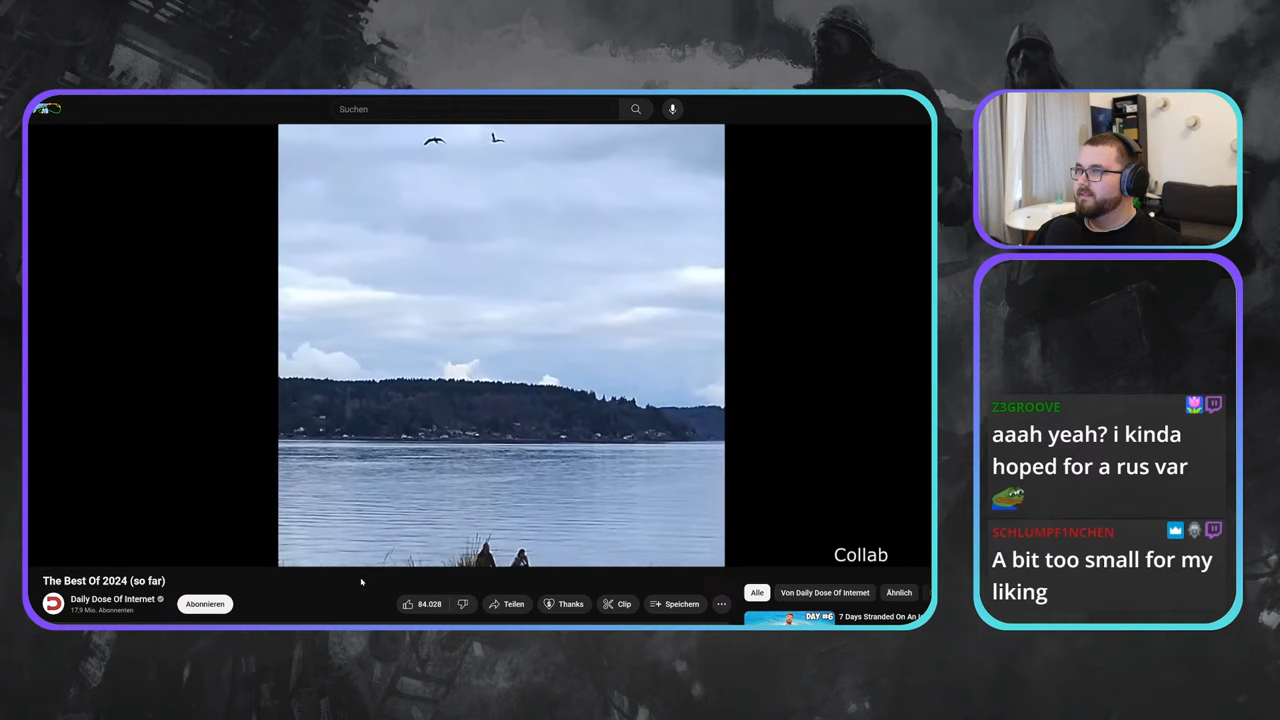 Suchen
Collab
The Best Of 2024 (so far)
Daily Dose Of Internet
17,9 Mio. Abonnenten
Abonnieren
84.028
Teilen
Thanks
Clip
Speichern
Alle
Von Daily Dose Of Internet
Ähnlich
DAY #6
7 Days Stranded On An
Z3GROOVE
aaah yeah? i kinda
hoped for a rus var
SCHLUMPF1NCHEN
A bit too small for my
liking